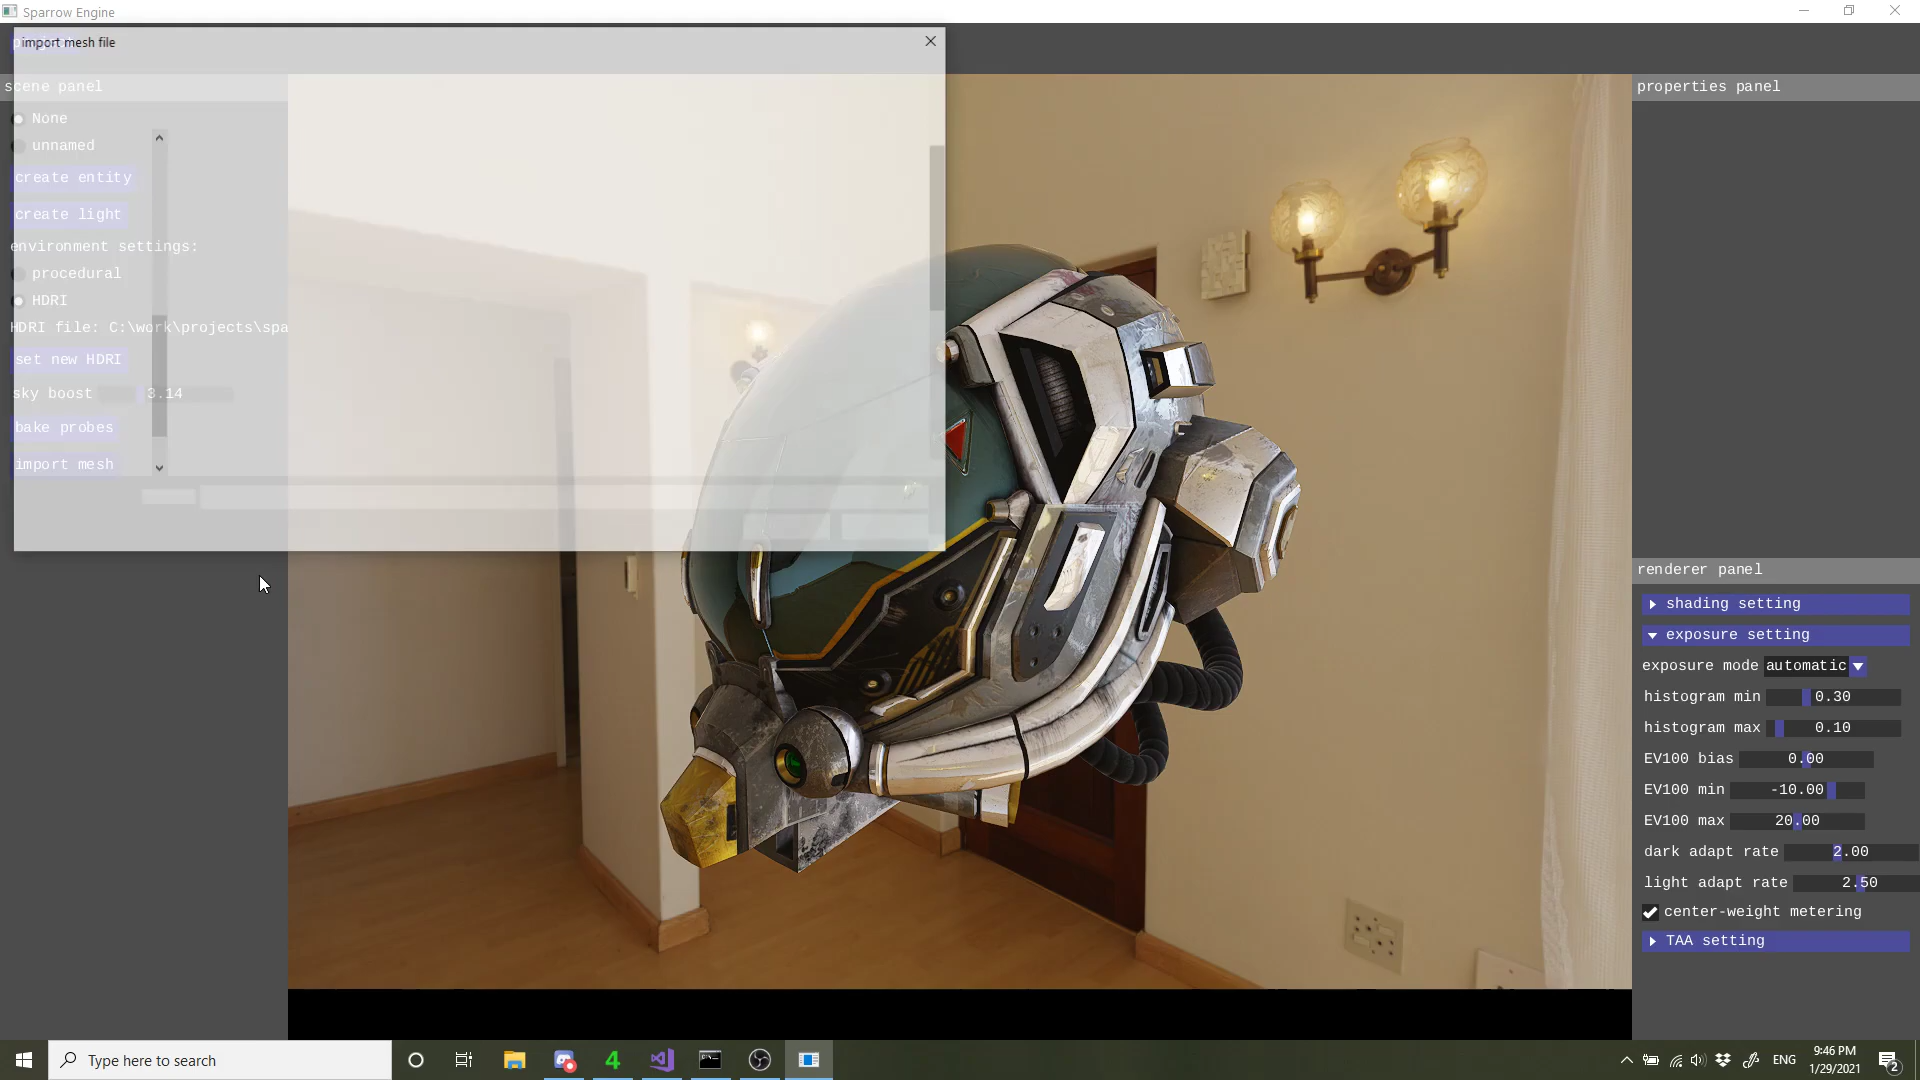 Sparrow Engine
import mesh file
scene panel
None
unnamed
create entity
create light
environment settings:
procedural
HDRI
HDRI file: C:\work\projects\spa
set new HDRI
sky boost 3.14
bake probes
import mesh
properties panel
renderer panel
shading setting
exposure setting
exposure mode automatic
histogram min 0.30
histogram max 0.10
EV100 bias 0.00
EV100 min -10.00
EV100 max 20.00
dark adapt rate 2.00
light adapt rate 2.50
center-weight metering
TAA setting
Type here to search
4
ENG
9:46 PM
1/29/2021
2